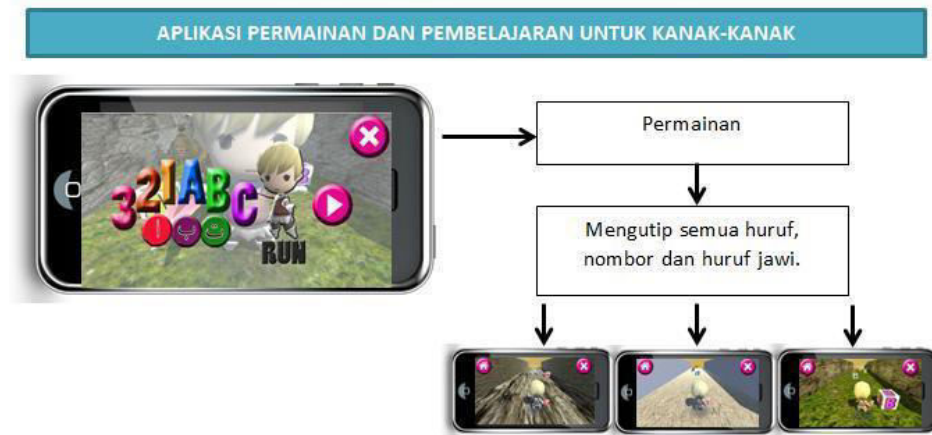 APLIKASI PERMAINAN DAN PEMBELAJARAN UNTUK KANAK-KANAK
321ABC
RUN
Permainan
Mengutip semua huruf,
nombor dan huruf jawi.